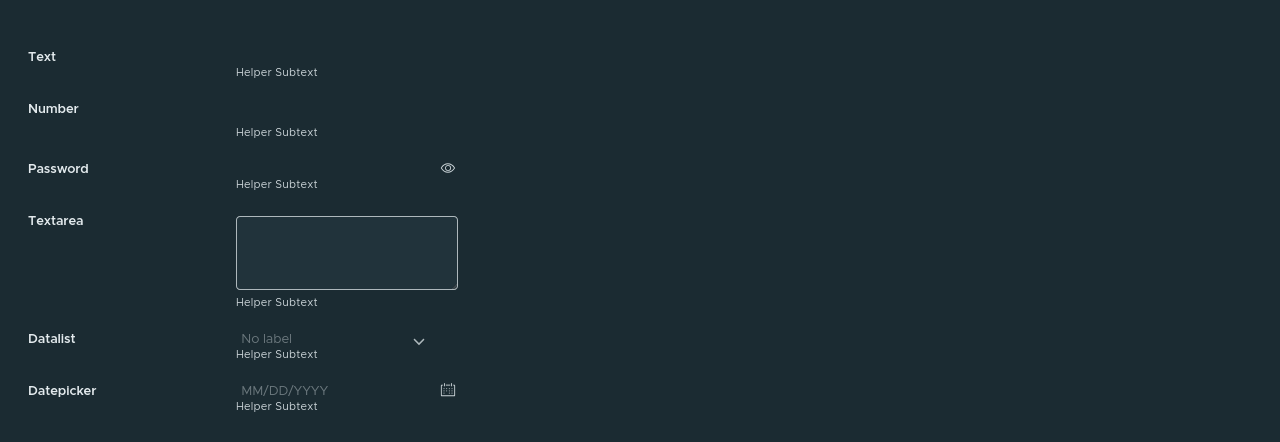 Text
Helper Subtext
Number
Helper Subtext
Password
Helper Subtext
Textarea
Helper Subtext
Datalist
No label
Helper Subtext
Datepicker
MM/DD/YYYY
Helper Subtext